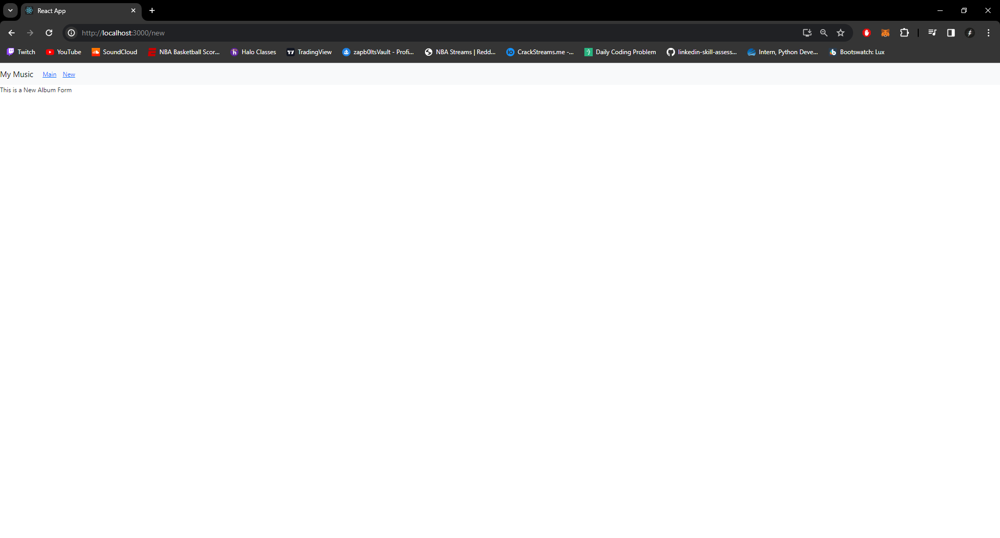 React App
http://localhost:3000/new
Twitch YouTube SoundCloud NBA Basketball Scor... Halo Classes TradingView zapb0ltsVault - Profi... NBA Streams | Redd... CrackStreams.me -... Daily Coding Problem linkedin-skill-assess... Intern, Python Deve... Bootswatch: Lux
My Music Main New
This is a New Album Form